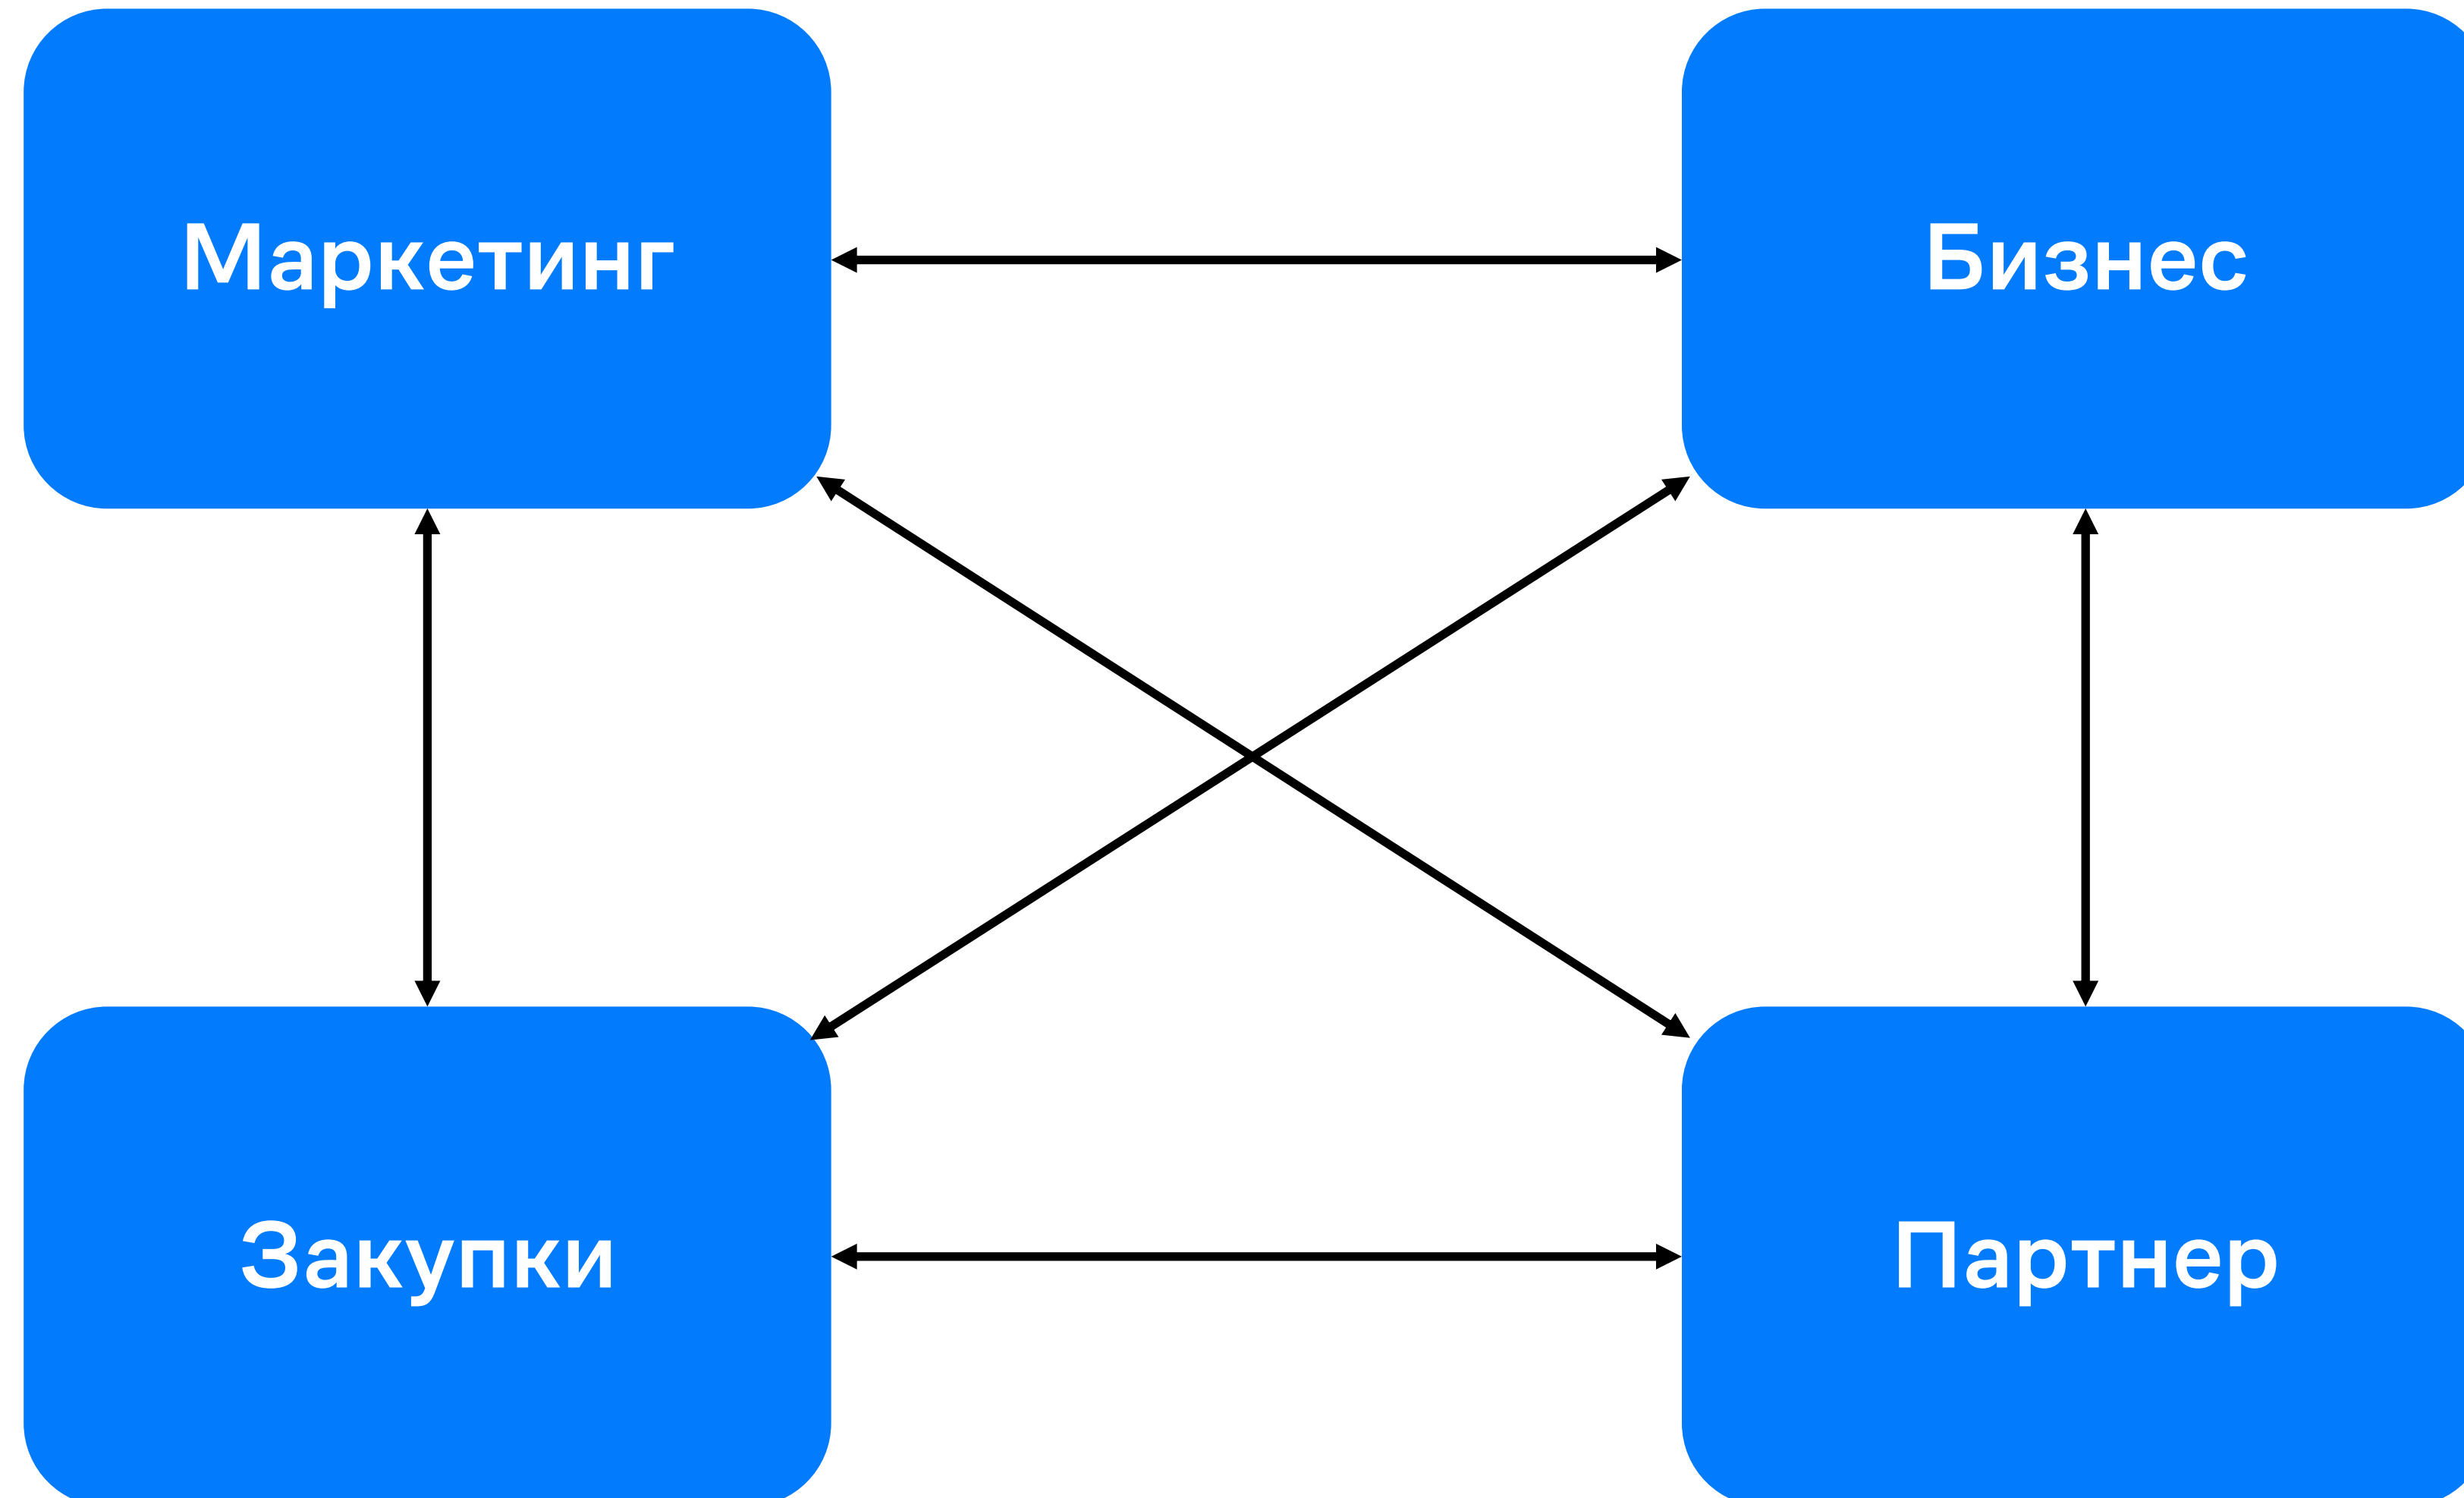 Маркетинг
Бизнес
Закупки
Партнер